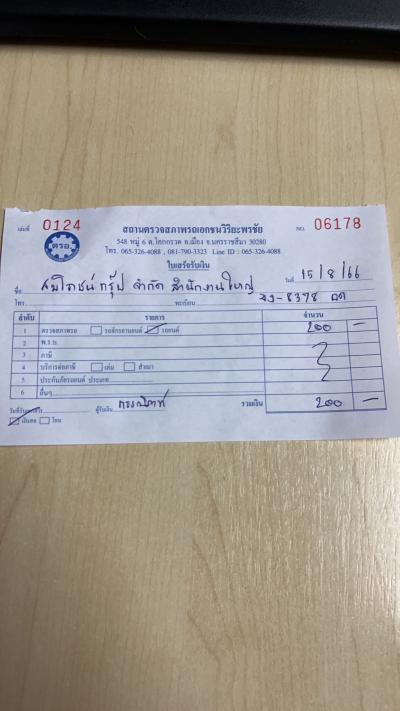 เล่มที่ 0124 สถานตรวจสภาพรถเอกชนวิริยะพรชัย NO. 06178
ตรอ
548 หมู่ 6 ต.โคกกรวด อ.เมือง จ.นครราชสีมา 30280
โทร. 065-326-4088 , 081-790-3323 Line ID : 065-326-4088
ใบเสร็จรับเงิน
วันที่ 15/8/66
ชื่อ กรุ๊ป จำกัด สำนักงานใหญ่
โทร. ทะเบียน 8378
ลำดับ รายการ จำนวน
1 ตรวจสภาพรถ รถจักรยานยนต์ รถยนต์ 200 –
2 พ.ร.บ.
3 ภาษี
4 บริการต่อภาษี เล่ม สำเนา
5 ประกันภัยรถยนต์ ประเภท
6 อื่นๆ
ผู้รับเงิน รวมเงิน 200 –
เงินสด โอน